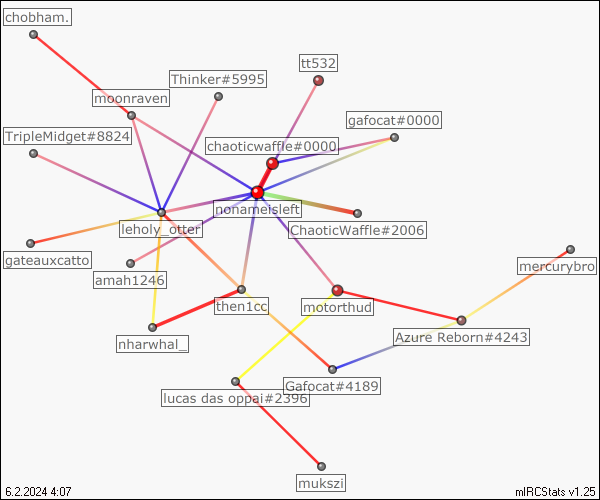 chobham.
tt532
Thinker#5995
moonraven
gafocat#0000
TripleMidget#8824
chaoticwaffle#0000
nonameisleft
leholy_otter
ChaoticWaffle#2006
gateauxcatto
mercurybro
amah1246
then1cc
motorthud
Azure Reborn#4243
nharwhal_
Gafocat#4189
lucas das oppai#2396
mukszi
6.2.2024 4:07
mIRCStats v1.25